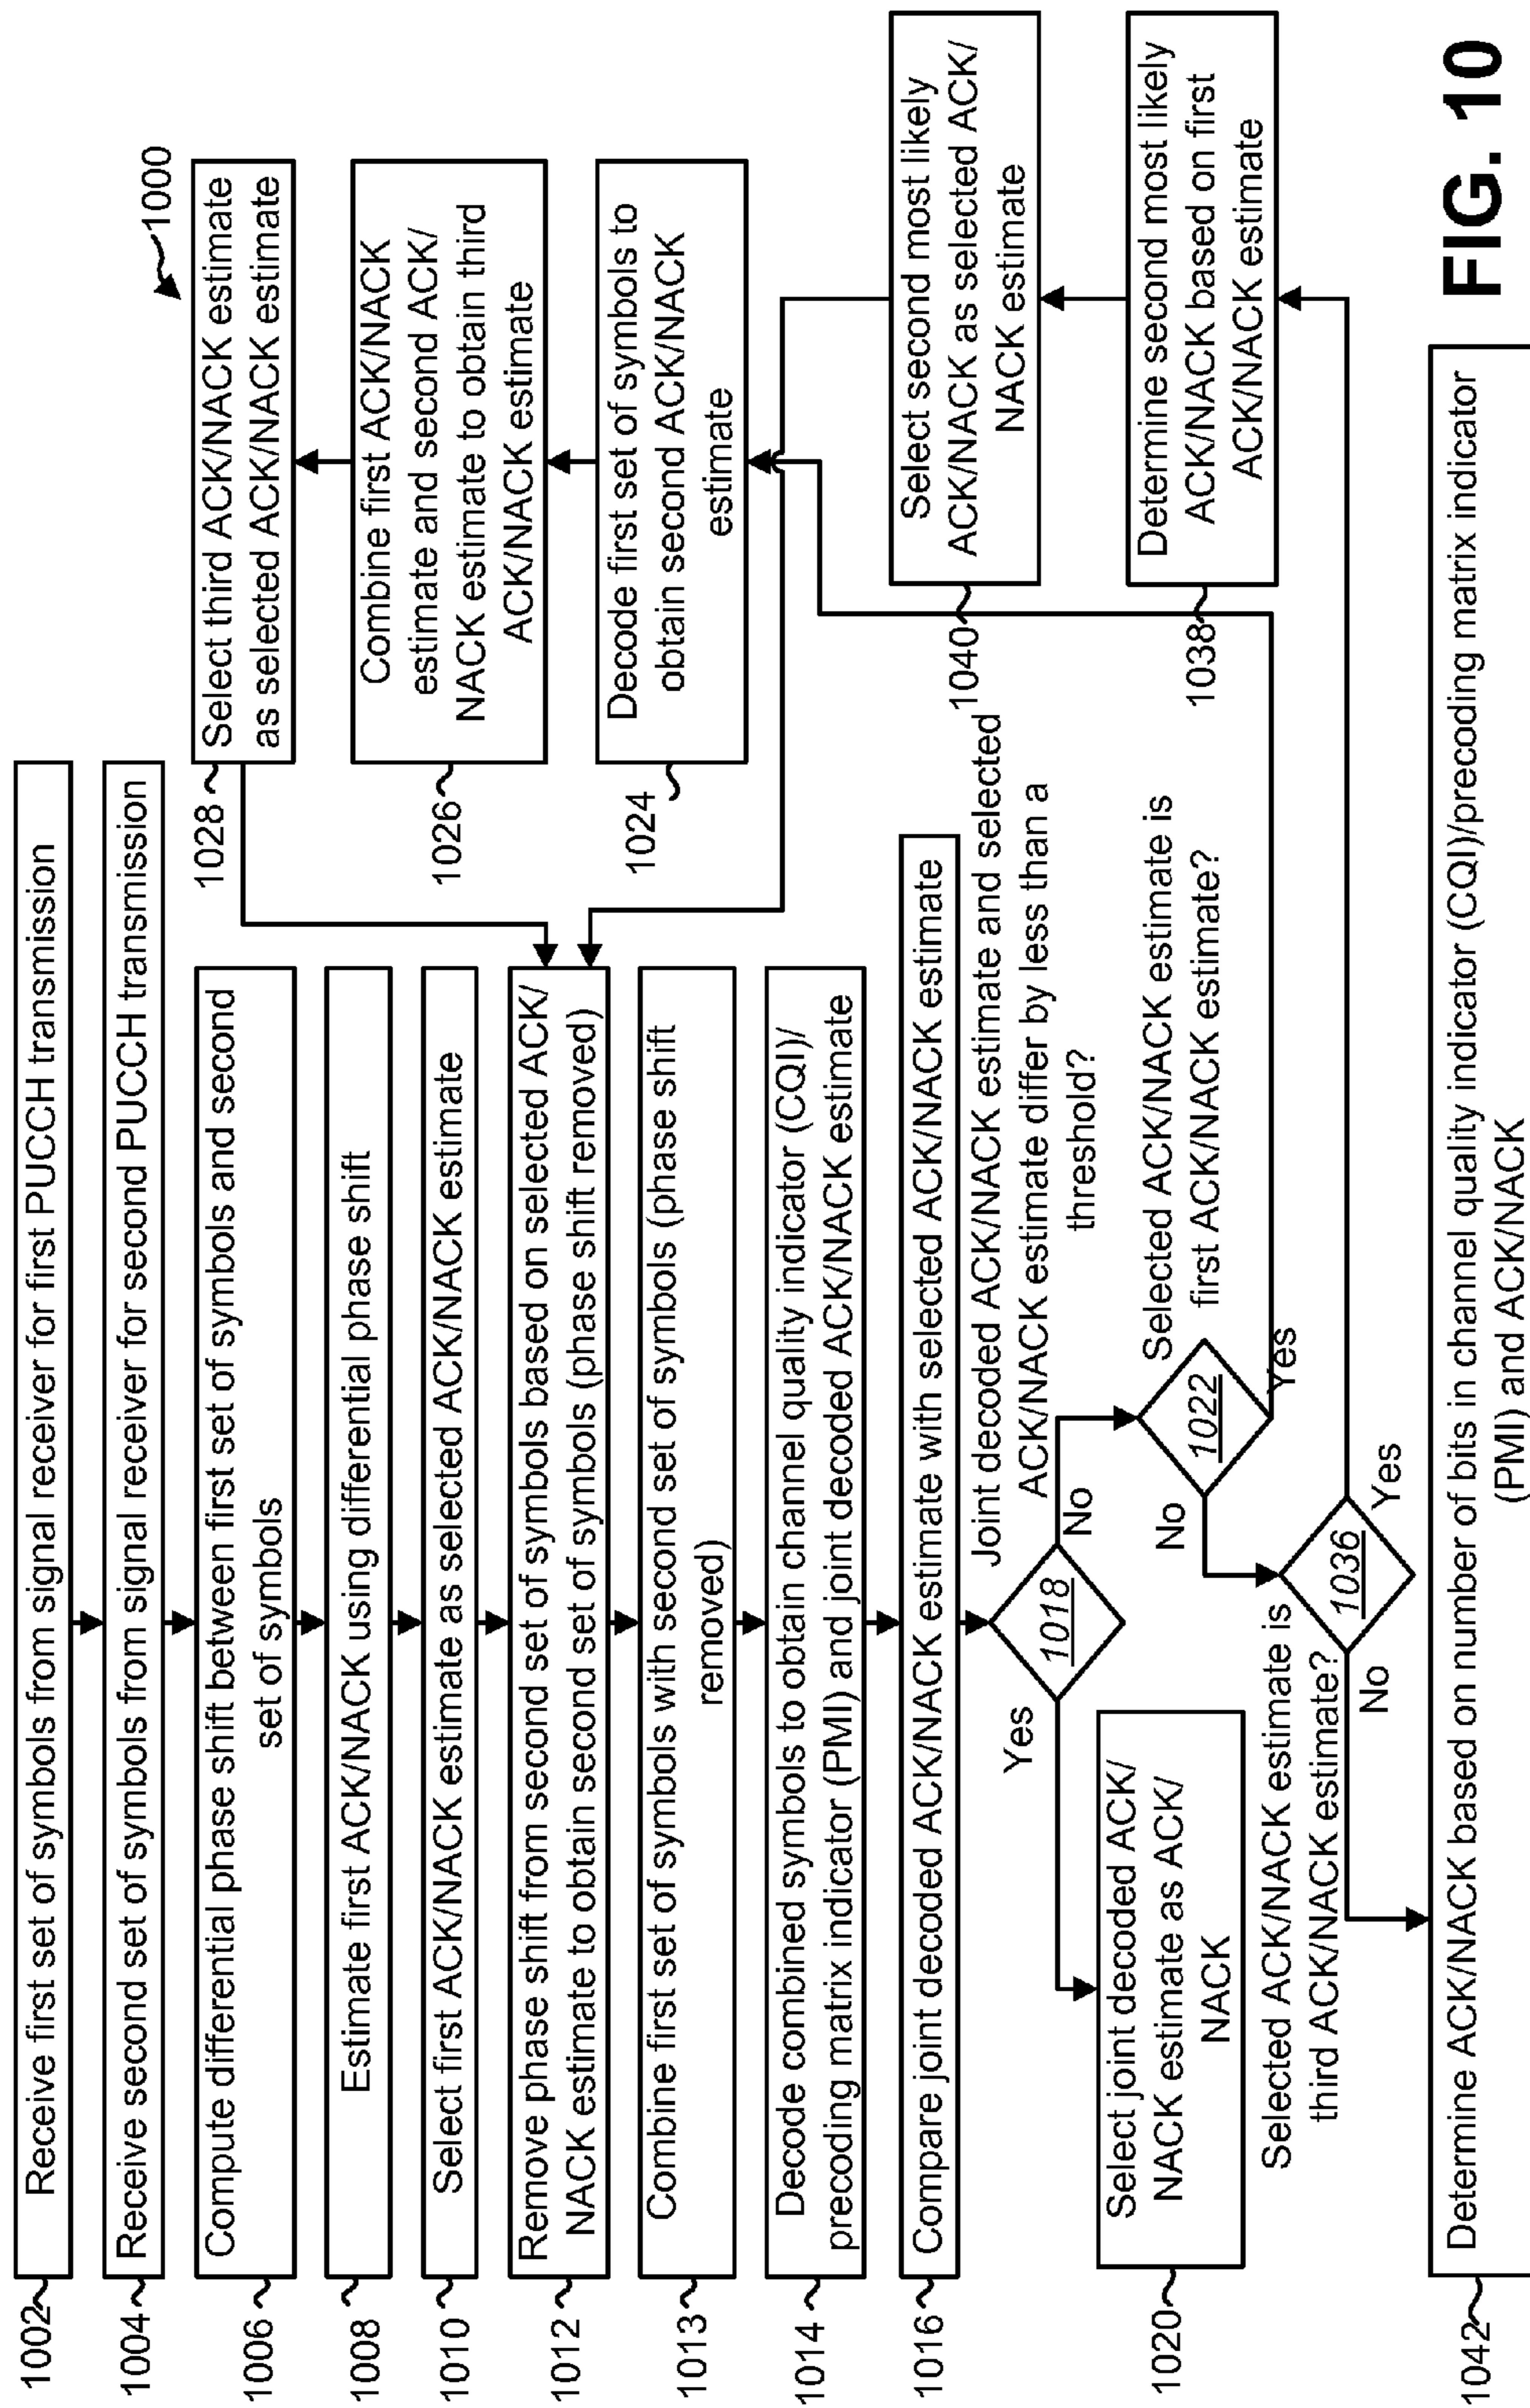 1000
1002
Receive first set of symbols from signal receiver for first PUCCH transmission
1004
Receive second set of symbols from signal receiver for second PUCCH transmission
1006
Compute differential phase shift between first set of symbols and second
set of symbols
1008
Estimate first ACK/NACK using differential phase shift
1010
Select first ACK/NACK estimate as selected ACK/NACK estimate
1012
Remove phase shift from second set of symbols based on selected ACK/
NACK estimate to obtain second set of symbols (phase shift removed)
1013
Combine first set of symbols with second set of symbols (phase shift
removed)
1014
Decode combined symbols to obtain channel quality indicator (CQI)/
precoding matrix indicator (PMI) and joint decoded ACK/NACK estimate
1016
Compare joint decoded ACK/NACK estimate with selected ACK/NACK estimate
1018
Joint decoded ACK/NACK estimate and selected
ACK/NACK estimate differ by less than a
threshold?
Yes
No
1020
Select joint decoded ACK/
NACK estimate as ACK/
NACK
1022
Selected ACK/NACK estimate is
first ACK/NACK estimate?
No
Yes
1028
Select third ACK/NACK estimate
as selected ACK/NACK estimate
1026
Combine first ACK/NACK
estimate and second ACK/
NACK estimate to obtain third
ACK/NACK estimate
1024
Decode first set of symbols to
obtain second ACK/NACK
estimate
1036
Selected ACK/NACK estimate is
third ACK/NACK estimate?
No
Yes
1040
Select second most likely
ACK/NACK as selected ACK/
NACK estimate
1038
Determine second most likely
ACK/NACK based on first
ACK/NACK estimate
1042
Determine ACK/NACK based on number of bits in channel quality indicator (CQI)/precoding matrix indicator
(PMI) and ACK/NACK
FIG. 10